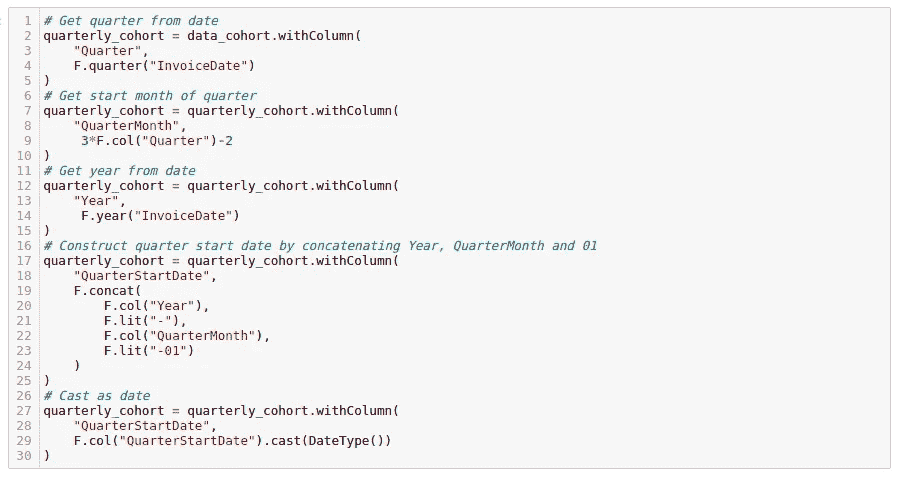 1 # Get quarter from date
2 quarterly_cohort = data_cohort.withColumn(
3     "Quarter",
4     F.quarter("InvoiceDate")
5 )
6 # Get start month of quarter
7 quarterly_cohort = quarterly_cohort.withColumn(
8     "QuarterMonth",
9      3*F.col("Quarter")-2
10 )
11 # Get year from date
12 quarterly_cohort = quarterly_cohort.withColumn(
13     "Year",
14      F.year("InvoiceDate")
15 )
16 # Construct quarter start date by concatenating Year, QuarterMonth and 01
17 quarterly_cohort = quarterly_cohort.withColumn(
18     "QuarterStartDate",
19     F.concat(
20         F.col("Year"),
21         F.lit("-"),
22         F.col("QuarterMonth"),
23         F.lit("-01")
24     )
25 )
26 # Cast as date
27 quarterly_cohort = quarterly_cohort.withColumn(
28     "QuarterStartDate",
29     F.col("QuarterStartDate").cast(DateType())
30 )